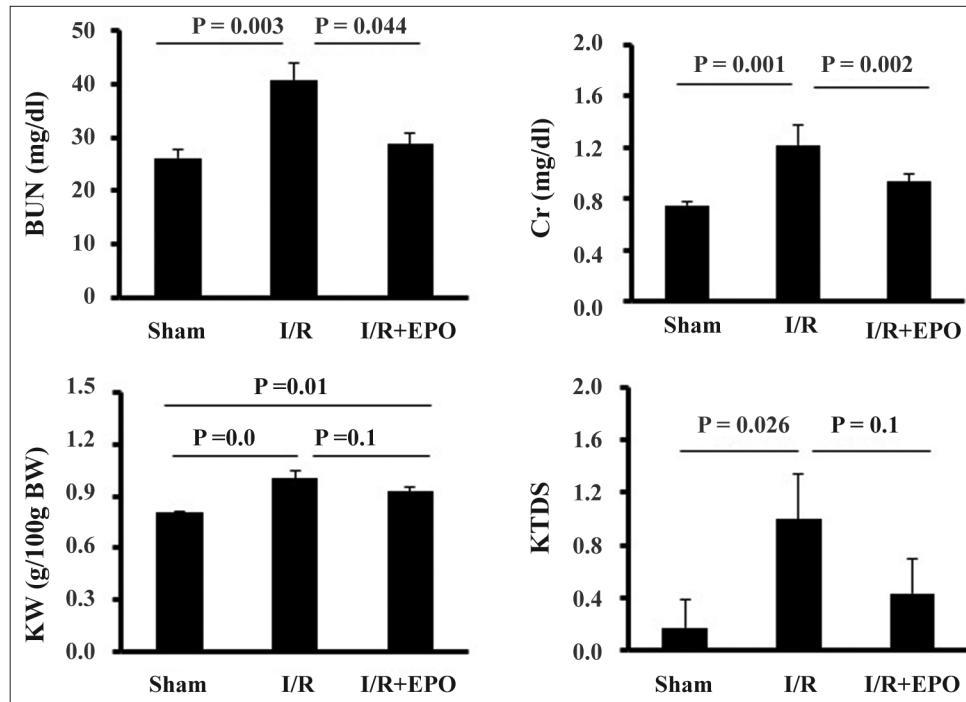 P = 0.003 P = 0.044
BUN (mg/dl)
50
40
30
20
10
0
Sham I/R I/R+EPO
P = 0.001 P = 0.002
Cr (mg/dl)
2.0
1.6
1.2
0.8
0.4
0.0
Sham I/R I/R+EPO
P =0.01
P =0.0 P =0.1
KW (g/100g BW)
1.5
1.2
0.9
0.6
0.3
0.0
Sham I/R I/R+EPO
P = 0.026 P = 0.1
KTDS
2.0
1.6
1.2
0.8
0.4
0.0
Sham I/R I/R+EPO